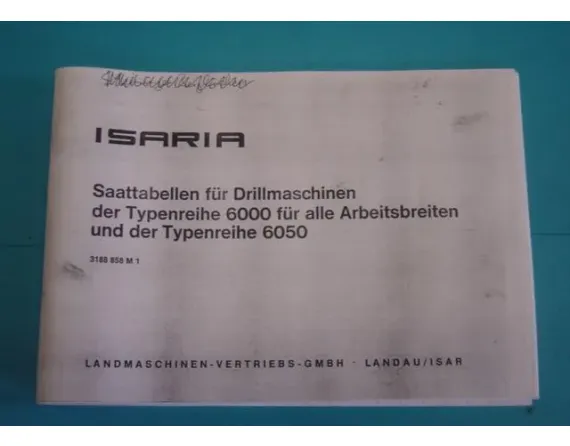 ISARIA
Saattabellen für Drillmaschinen
der Typenreihe 6000 für alle Arbeitsbreiten
und der Typenreihe 6050
3188 858 M 1
LANDMASCHINEN-VERTRIEBS-GMBH · LANDAU/ISAR